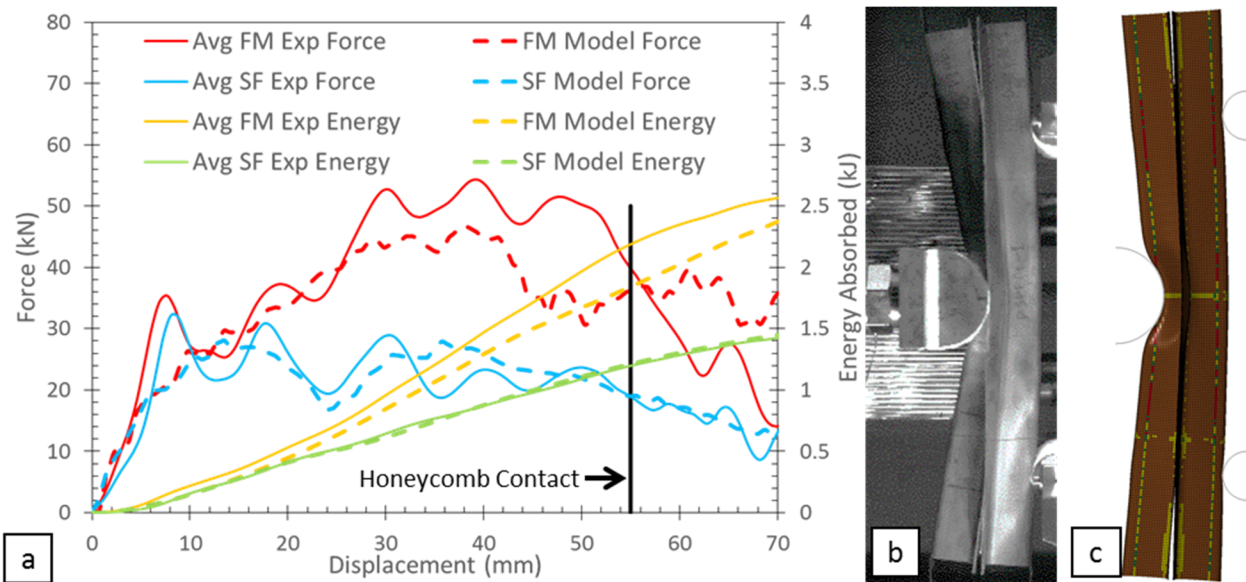 80
70
60
50
40
30
20
10
0
Force (kN)
Avg FM Exp Force
FM Model Force
Avg SF Exp Force
SF Model Force
Avg FM Exp Energy
FM Model Energy
Avg SF Exp Energy
SF Model Energy
Honeycomb Contact
4
3.5
3
2.5
2
1.5
1
0.5
0
Energy Absorbed (kJ)
0 10 20 30 40 50 60 70
Displacement (mm)
a
b
c